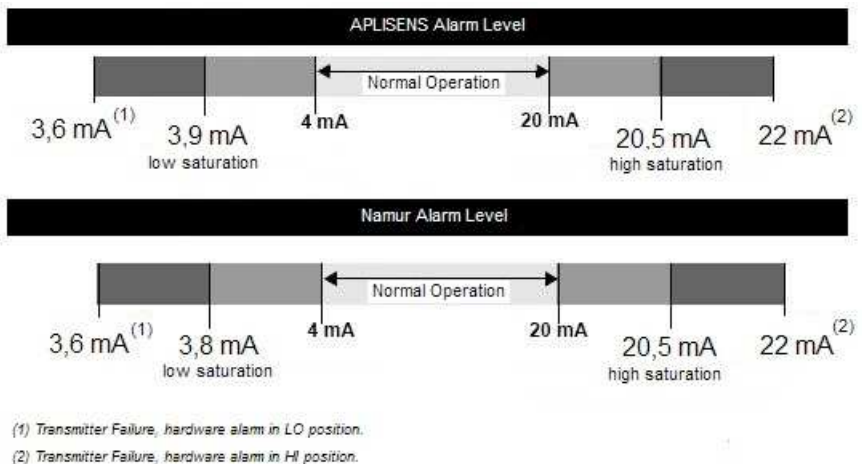 APLISENS Alarm Level
Normal Operation
3,6 mA(1)
3,9 mA
low saturation
4 mA
20 mA
20,5 mA
high saturation
22 mA(2)
Namur Alarm Level
Normal Operation
3,6 mA(1)
3,8 mA
low saturation
4 mA
20 mA
20,5 mA
high saturation
22 mA(2)
(1) Transmitter Failure, hardware alarm in LO position.
(2) Transmitter Failure, hardware alarm in HI position.